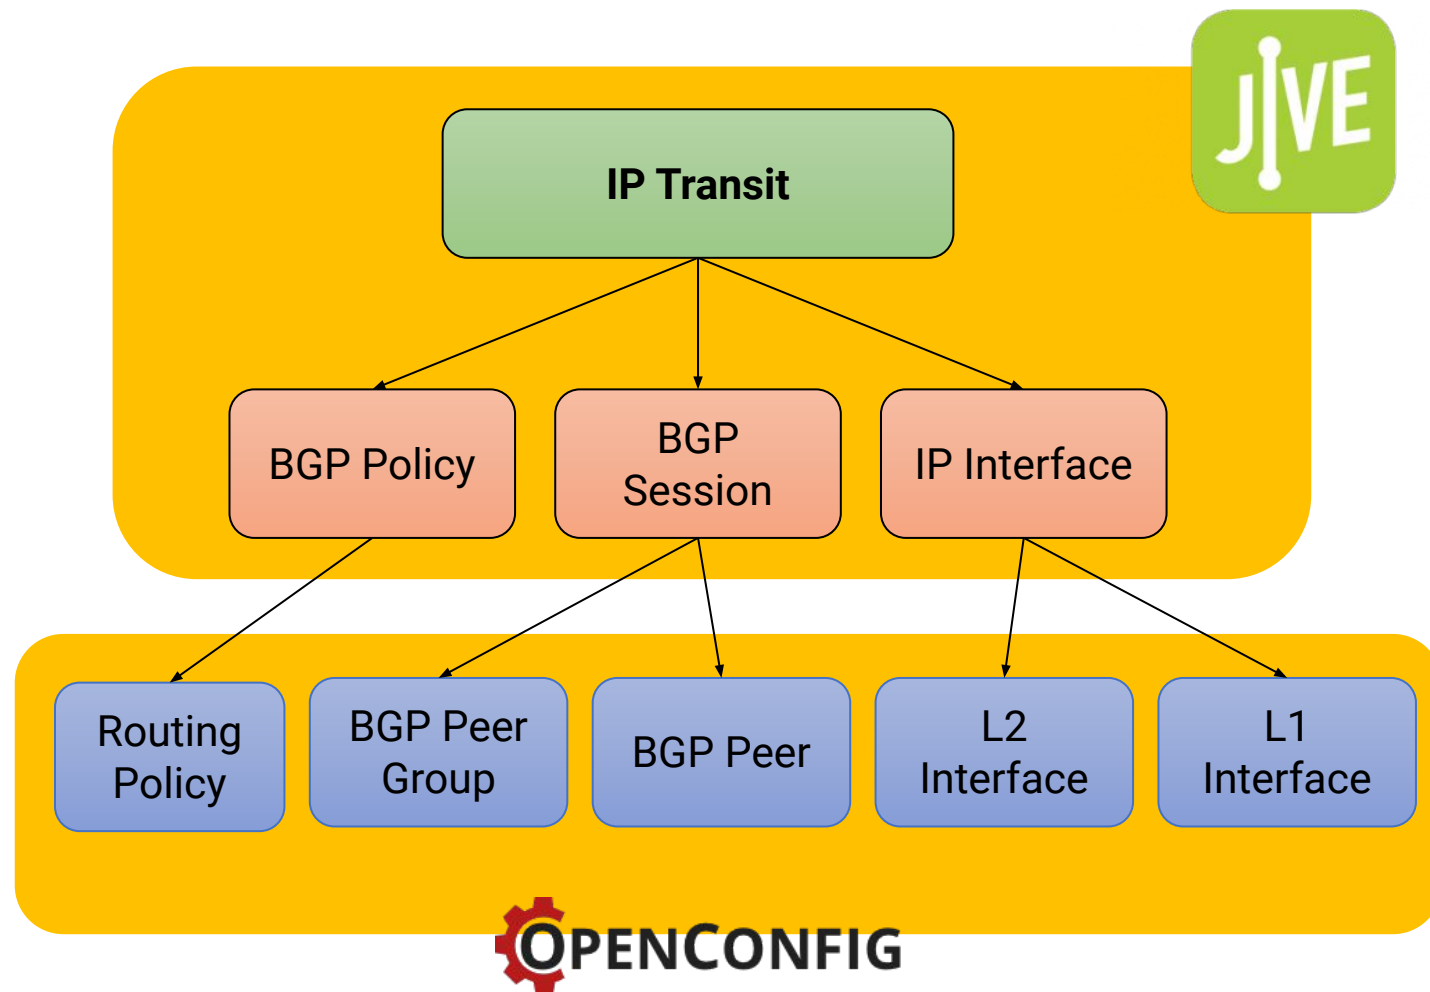 JIVE
IP Transit
BGP Policy
BGP
Session
IP Interface
Routing
Policy
BGP Peer
Group
BGP Peer
L2
Interface
L1
Interface
OPENCONFIG